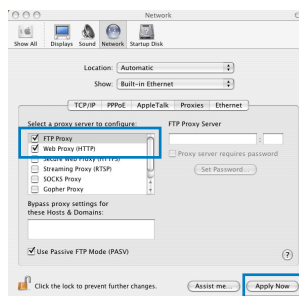 Network
Show All Displays Sound Network Startup Disk
Location: Automatic
Show: Built-in Ethernet
TCP/IP PPPoE AppleTalk Proxies Ethernet
Select a proxy server to configure: FTP Proxy Server
FTP Proxy :
Web Proxy (HTTP)
Secure Web Proxy (HTTPS) Proxy server requires password
Streaming Proxy (RTSP) Set Password...
SOCKS Proxy
Gopher Proxy
Bypass proxy settings for
these Hosts & Domains:
Use Passive FTP Mode (PASV) ?
Click the lock to prevent further changes. Assist me... Apply Now